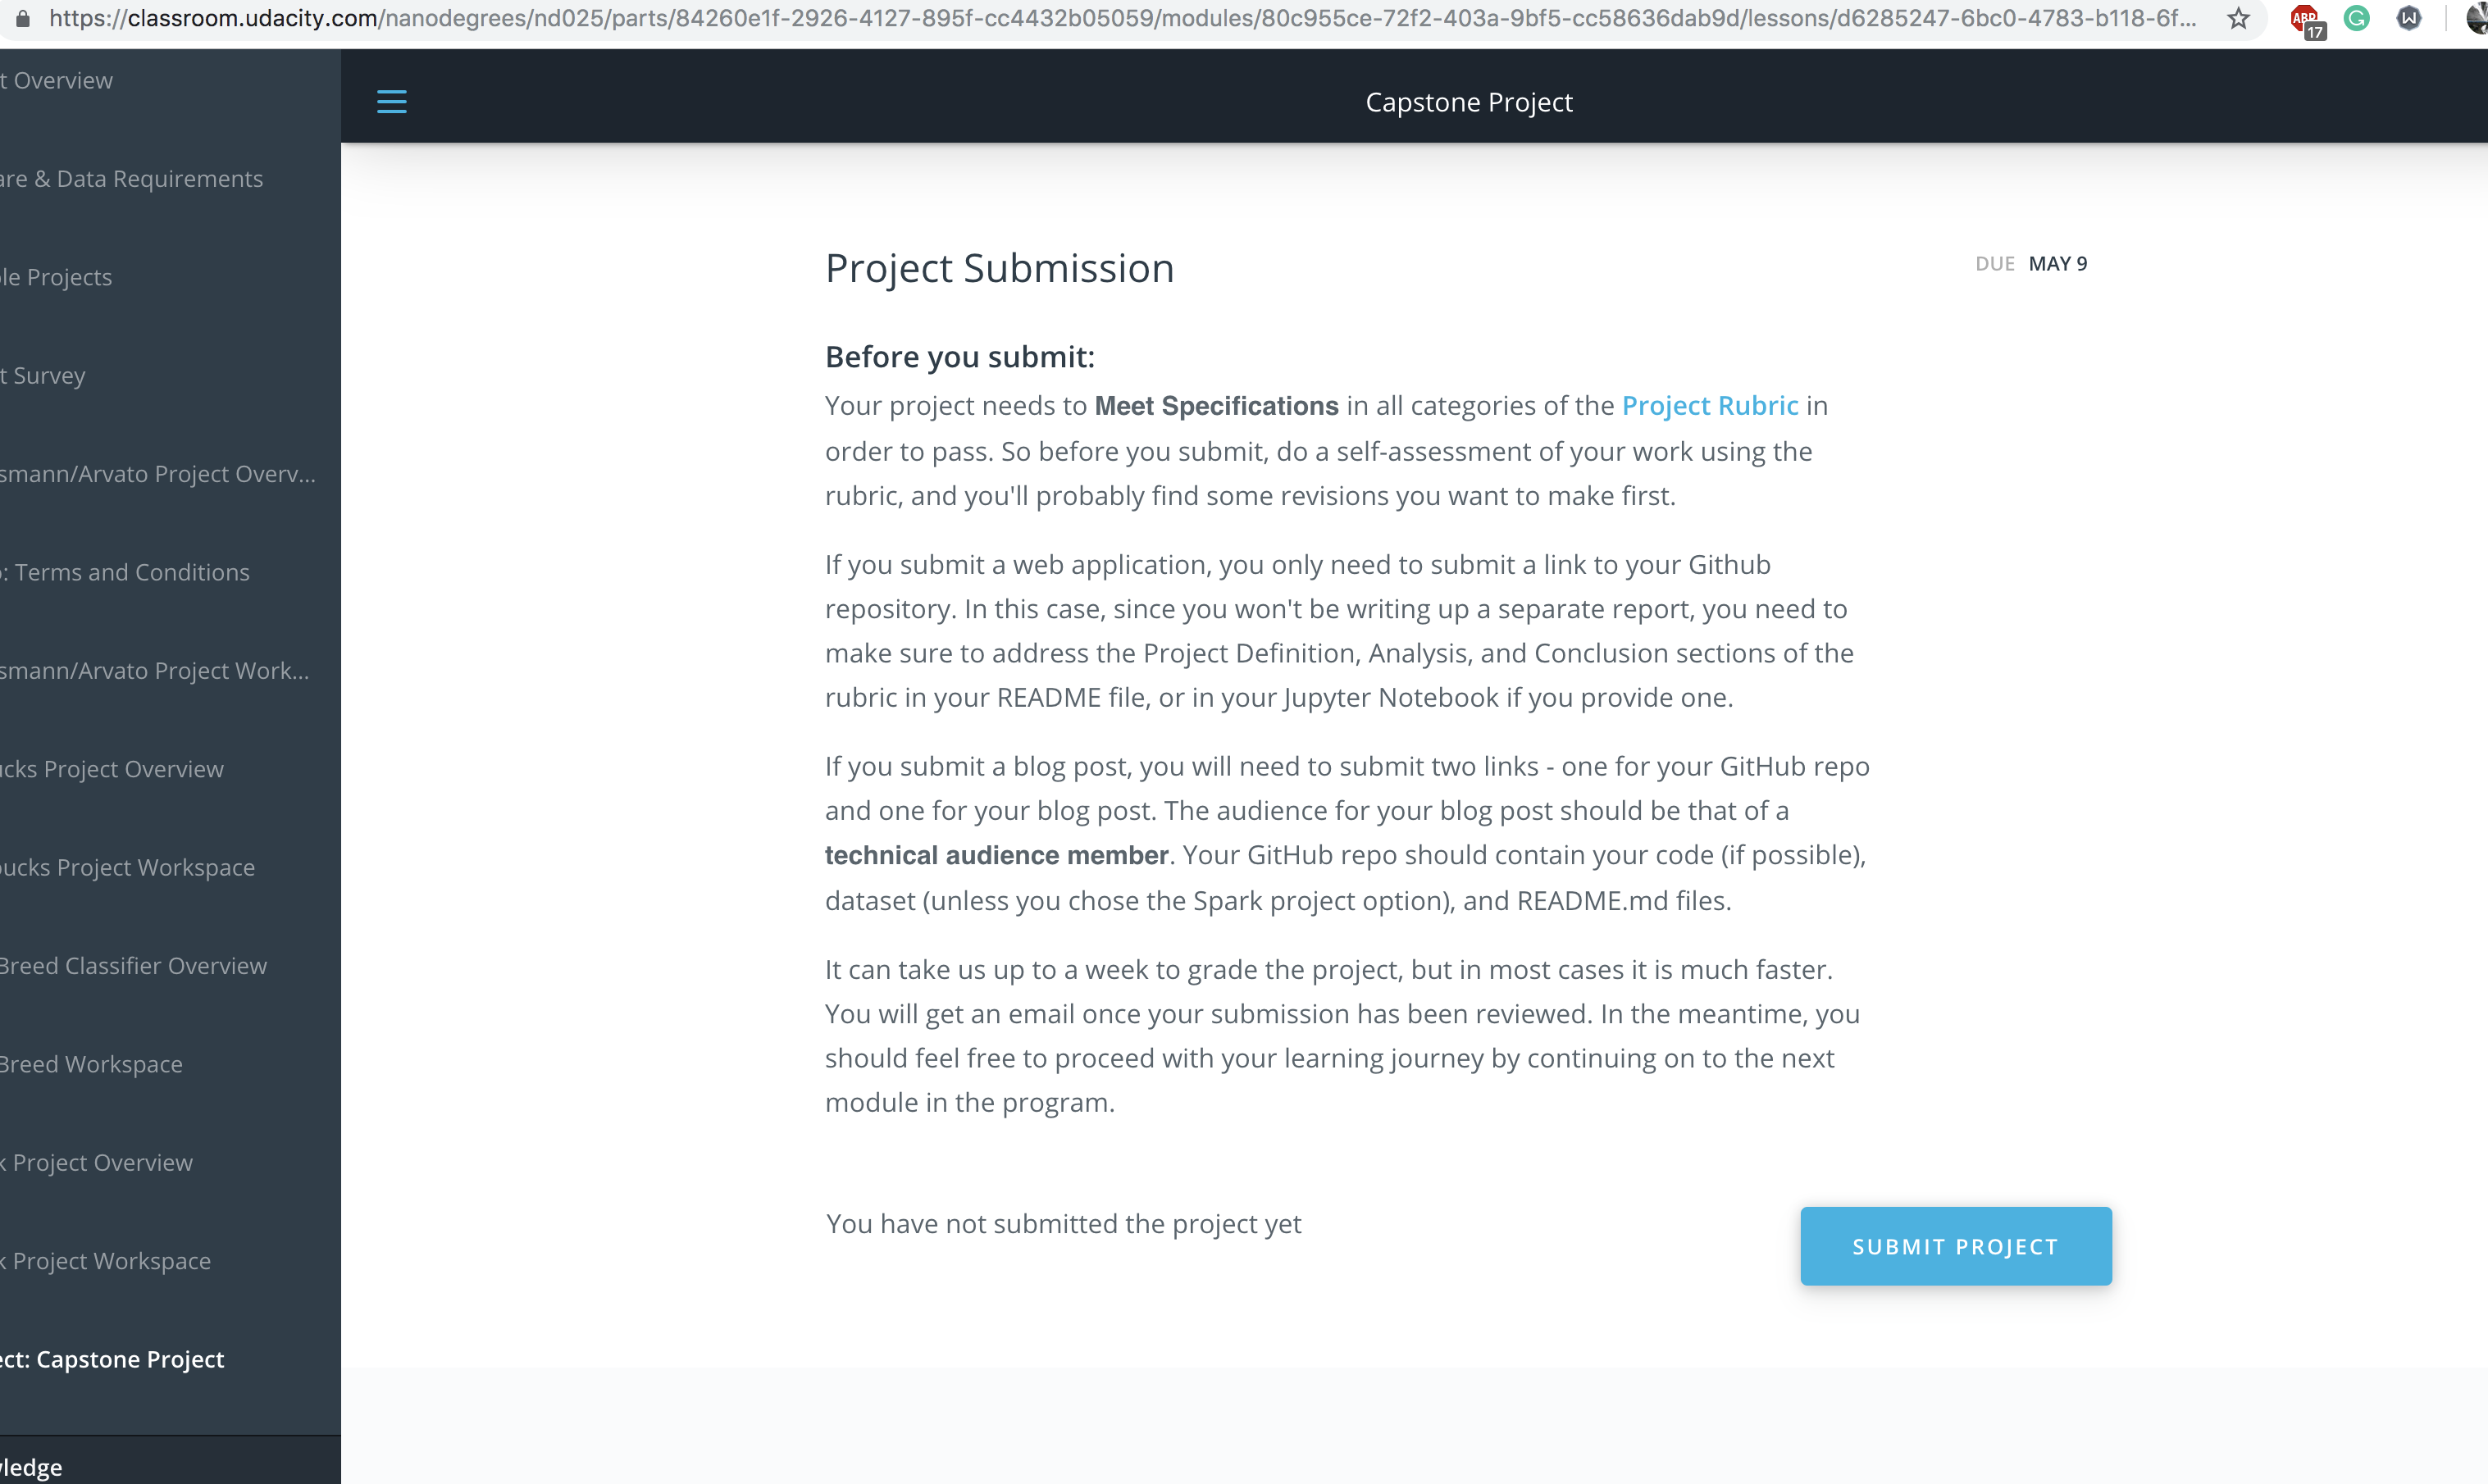 https://classroom.udacity.com/nanodegrees/nd025/parts/84260e1f-2926-4127-895f-cc4432b05059/modules/80c955ce-72f2-403a-9bf5-cc58636dab9d/lessons/d6285247-6bc0-4783-b118-6f...
ABP
17
G
W
t Overview
are & Data Requirements
le Projects
t Survey
smann/Arvato Project Overv...
: Terms and Conditions
smann/Arvato Project Work...
ucks Project Overview
bucks Project Workspace
Breed Classifier Overview
Breed Workspace
k Project Overview
k Project Workspace
ect: Capstone Project
ledge
Capstone Project
Project Submission
DUE MAY 9
Before you submit:
Your project needs to Meet Specifications in all categories of the Project Rubric in
order to pass. So before you submit, do a self-assessment of your work using the
rubric, and you'll probably find some revisions you want to make first.
If you submit a web application, you only need to submit a link to your Github
repository. In this case, since you won't be writing up a separate report, you need to
make sure to address the Project Definition, Analysis, and Conclusion sections of the
rubric in your README file, or in your Jupyter Notebook if you provide one.
If you submit a blog post, you will need to submit two links - one for your GitHub repo
and one for your blog post. The audience for your blog post should be that of a
technical audience member. Your GitHub repo should contain your code (if possible),
dataset (unless you chose the Spark project option), and README.md files.
It can take us up to a week to grade the project, but in most cases it is much faster.
You will get an email once your submission has been reviewed. In the meantime, you
should feel free to proceed with your learning journey by continuing on to the next
module in the program.
You have not submitted the project yet
SUBMIT PROJECT